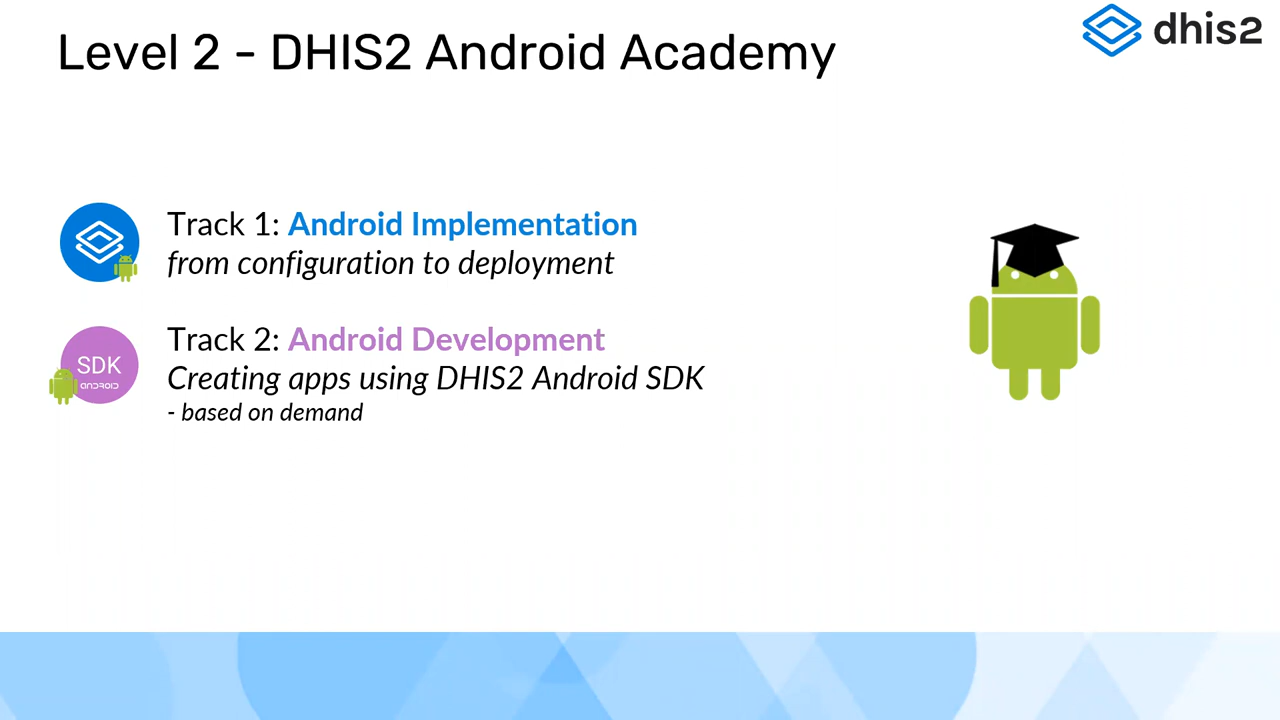 Level 2 - DHIS2 Android Academy
dhis2
Track 1: Android Implementation
from configuration to deployment
Track 2: Android Development
Creating apps using DHIS2 Android SDK
- based on demand
SDK
ANDROID